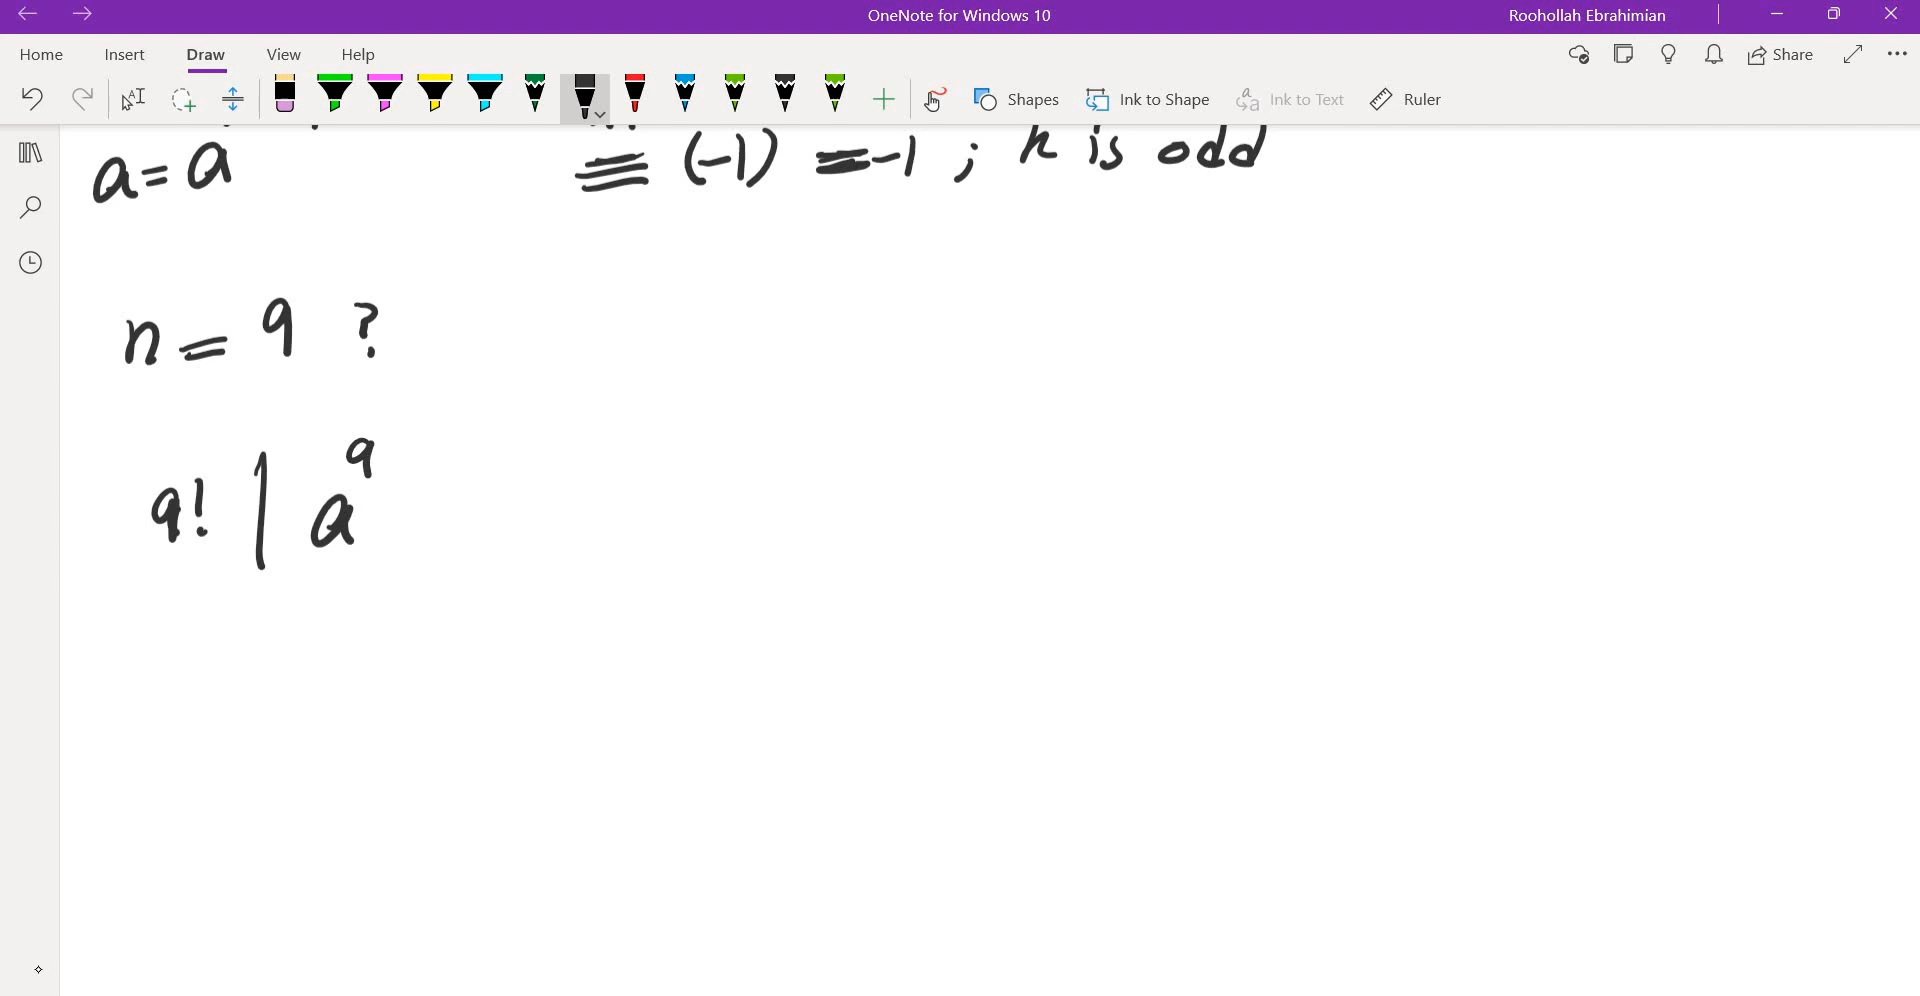 OneNote for Windows 10 Roohollah Ebrahimian
Home Insert Draw View Help Share
Shapes Ink to Shape Ink to Text Ruler
a = a ≡ (-1) ≡ -1 ; k is odd
n = 9 ?
9! | a⁹